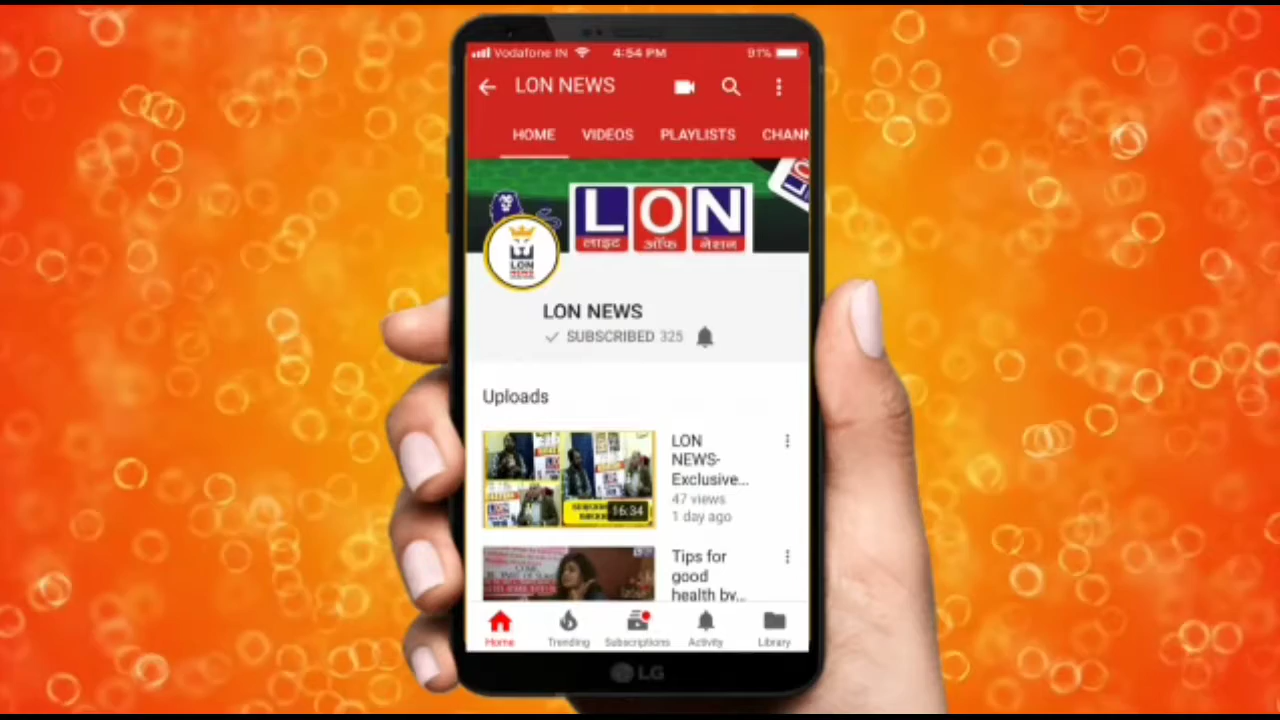 Vodafone IN 4:54 PM 91%
LON NEWS
HOME VIDEOS PLAYLISTS CHANN
LON
लाइट ऑफ नेशन
LON
NEWS
LON NEWS
SUBSCRIBED 325
Uploads
LON
NEWS-
Exclusive...
47 views
1 day ago
16:34
Tips for
good
health by...
Home Trending Subscriptions Activity Library
LG